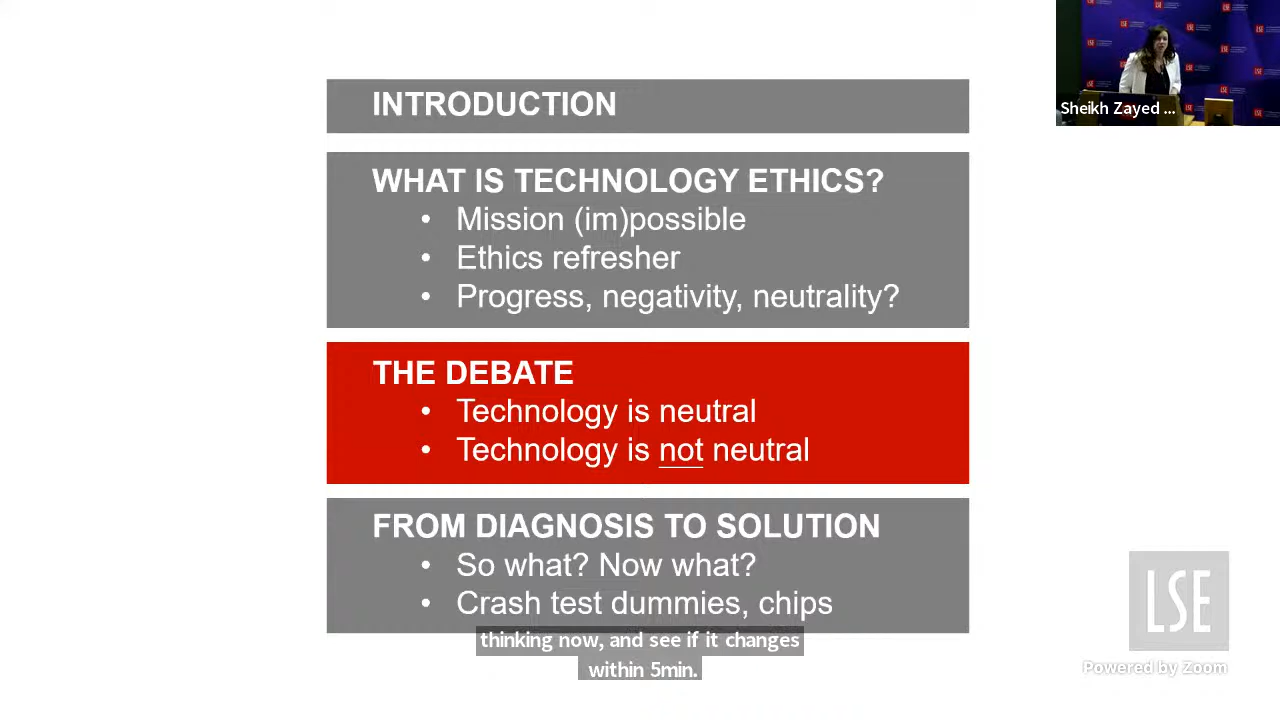 INTRODUCTION
WHAT IS TECHNOLOGY ETHICS?
• Mission (im)possible
• Ethics refresher
• Progress, negativity, neutrality?
THE DEBATE
• Technology is neutral
• Technology is not neutral
FROM DIAGNOSIS TO SOLUTION
• So what? Now what?
• Crash test dummies, chips
thinking now, and see if it changes
within 5min.
Sheikh Zayed ...
LSE
Powered by Zoom